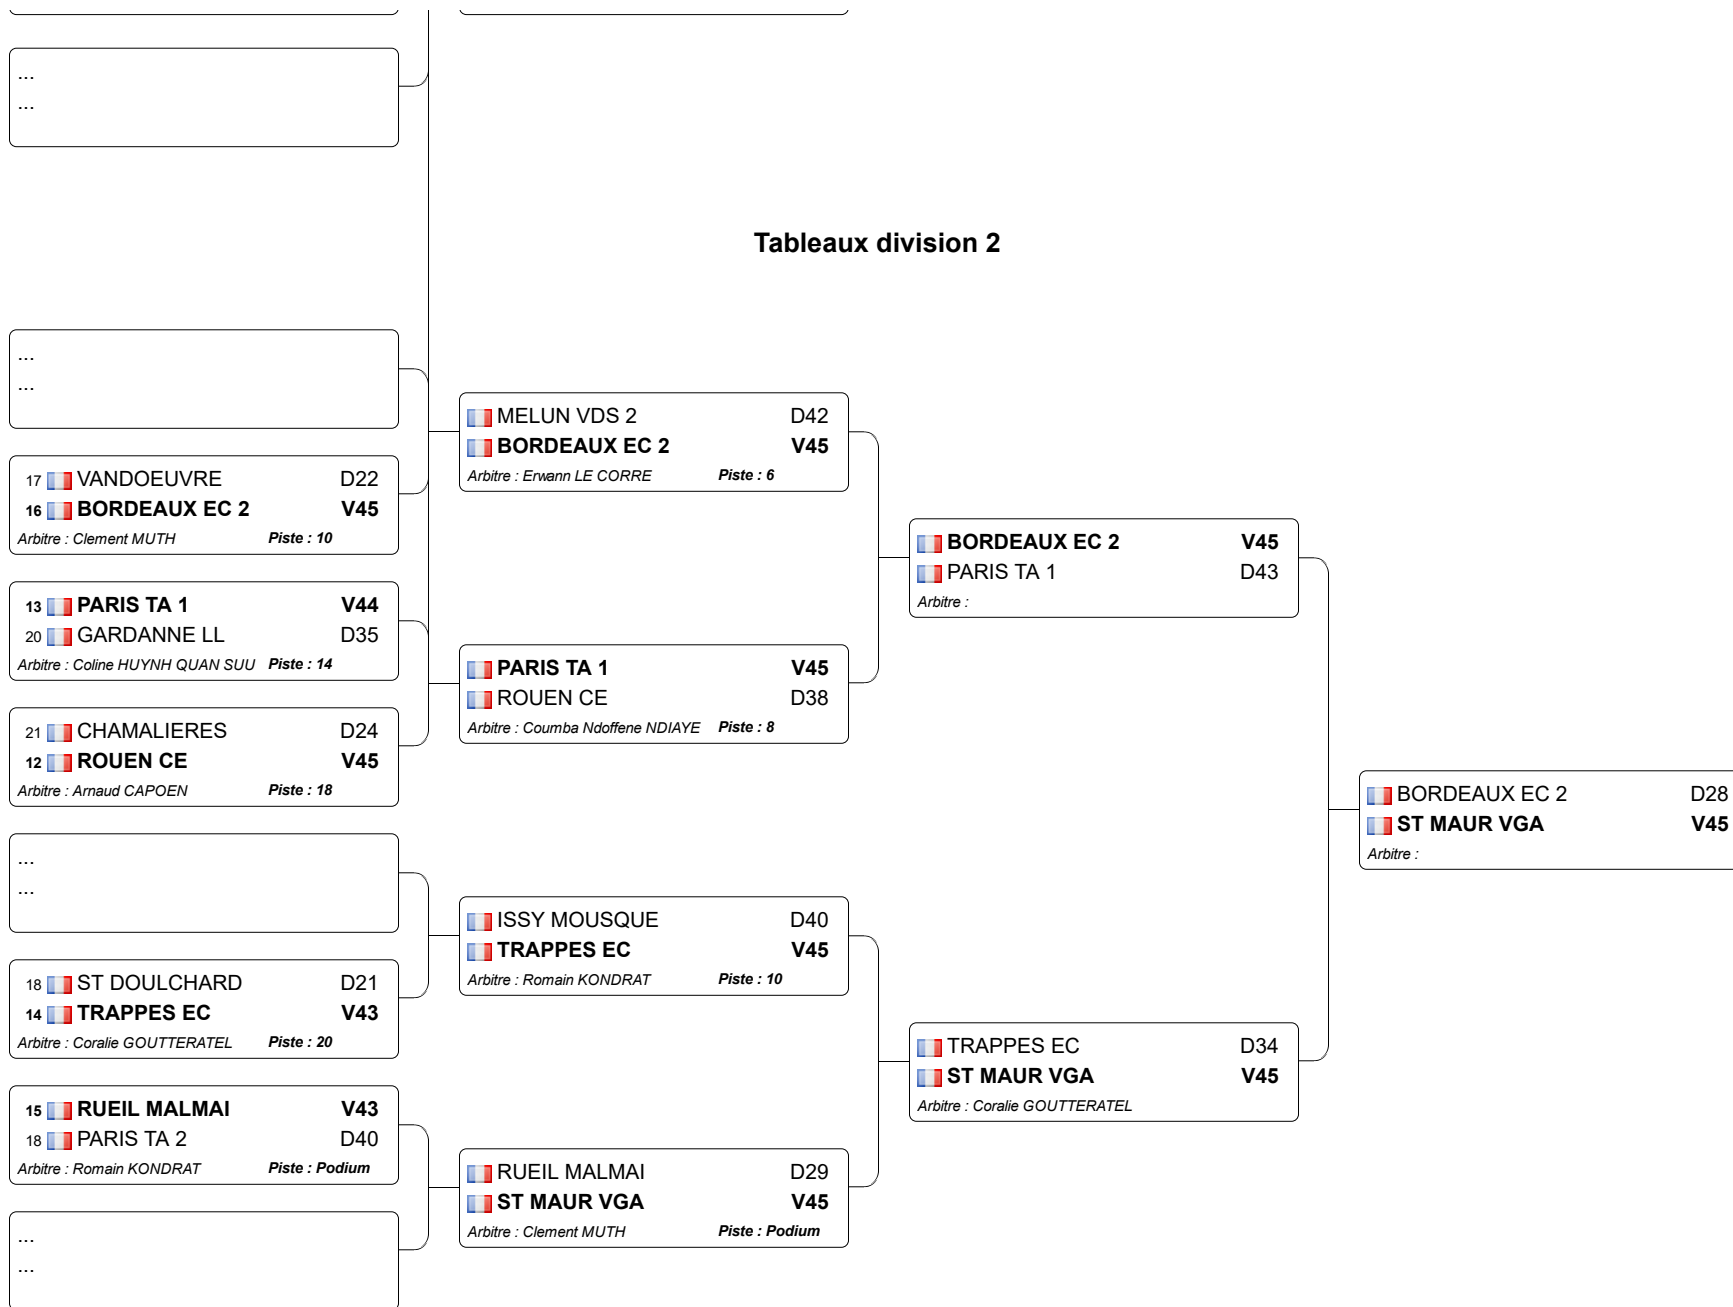 ...
...
Tableaux division 2
...
...
17 VANDOEUVRE D22
16 BORDEAUX EC 2 V45
Arbitre : Clement MUTH Piste : 10
13 PARIS TA 1 V44
20 GARDANNE LL D35
Arbitre : Coline HUYNH QUAN SUU Piste : 14
21 CHAMALIERES D24
12 ROUEN CE V45
Arbitre : Arnaud CAPOEN Piste : 18
...
...
18 ST DOULCHARD D21
14 TRAPPES EC V43
Arbitre : Coralie GOUTTERATEL Piste : 20
15 RUEIL MALMAI V43
18 PARIS TA 2 D40
Arbitre : Romain KONDRAT Piste : Podium
...
...
MELUN VDS 2 D42
BORDEAUX EC 2 V45
Arbitre : Erwann LE CORRE Piste : 6
PARIS TA 1 V45
ROUEN CE D38
Arbitre : Coumba Ndoffene NDIAYE Piste : 8
ISSY MOUSQUE D40
TRAPPES EC V45
Arbitre : Romain KONDRAT Piste : 10
RUEIL MALMAI D29
ST MAUR VGA V45
Arbitre : Clement MUTH Piste : Podium
BORDEAUX EC 2 V45
PARIS TA 1 D43
Arbitre :
TRAPPES EC D34
ST MAUR VGA V45
Arbitre : Coralie GOUTTERATEL
BORDEAUX EC 2 D28
ST MAUR VGA V45
Arbitre :